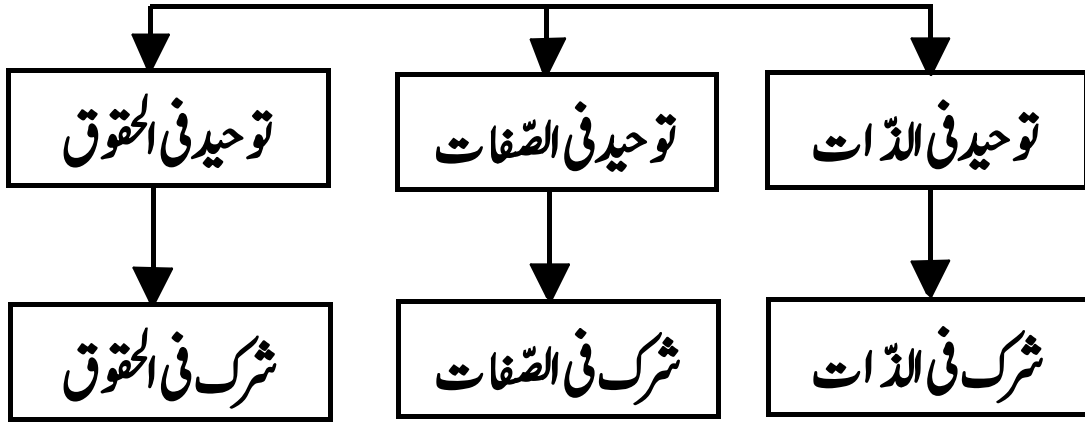 توحید فی الذّات
توحید فی الصّفات
توحید فی الحقوق
شرک فی الذّات
شرک فی الصّفات
شرک فی الحقوق